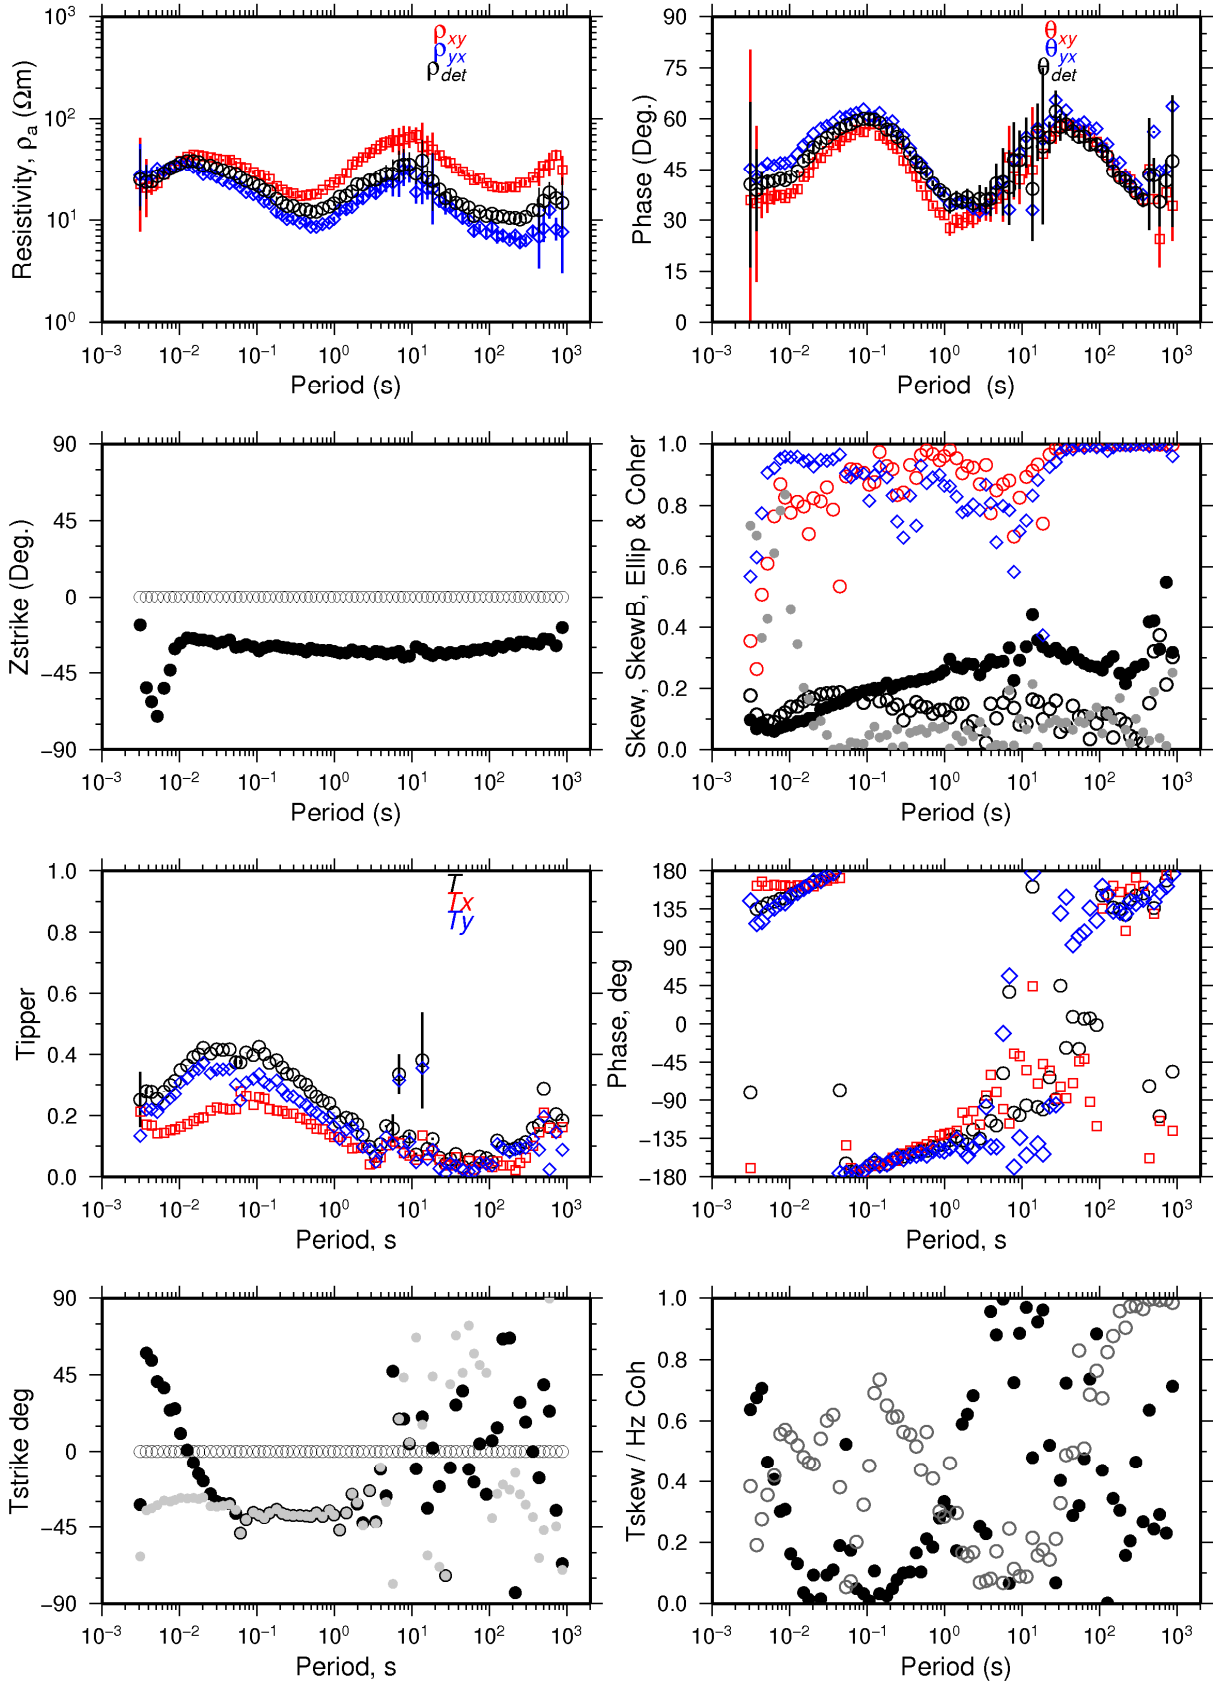 10³
10²
10¹
10⁰
Resistivity, ρₐ (Ωm)
ρxy
ρyx
ρdet
10⁻³ 10⁻² 10⁻¹ 10⁰ 10¹ 10² 10³
Period (s)
90
75
60
45
30
15
0
Phase (Deg.)
θxy
θyx
θdet
10⁻³ 10⁻² 10⁻¹ 10⁰ 10¹ 10² 10³
Period (s)
90
45
0
−45
−90
Zstrike (Deg.)
10⁻³ 10⁻² 10⁻¹ 10⁰ 10¹ 10² 10³
Period (s)
1.0
0.8
0.6
0.4
0.2
0.0
Skew, SkewB, Ellip & Coher
10⁻³ 10⁻² 10⁻¹ 10⁰ 10¹ 10² 10³
Period (s)
1.0
0.8
0.6
0.4
0.2
0.0
Tipper
T
Tx
Ty
10⁻³ 10⁻² 10⁻¹ 10⁰ 10¹ 10² 10³
Period, s
180
135
90
45
0
−45
−90
−135
−180
Phase, deg
10⁻³ 10⁻² 10⁻¹ 10⁰ 10¹ 10² 10³
Period, s
90
45
0
−45
−90
Tstrike deg
10⁻³ 10⁻² 10⁻¹ 10⁰ 10¹ 10² 10³
Period, s
1.0
0.8
0.6
0.4
0.2
0.0
Tskew / Hz Coh
10⁻³ 10⁻² 10⁻¹ 10⁰ 10¹ 10² 10³
Period (s)